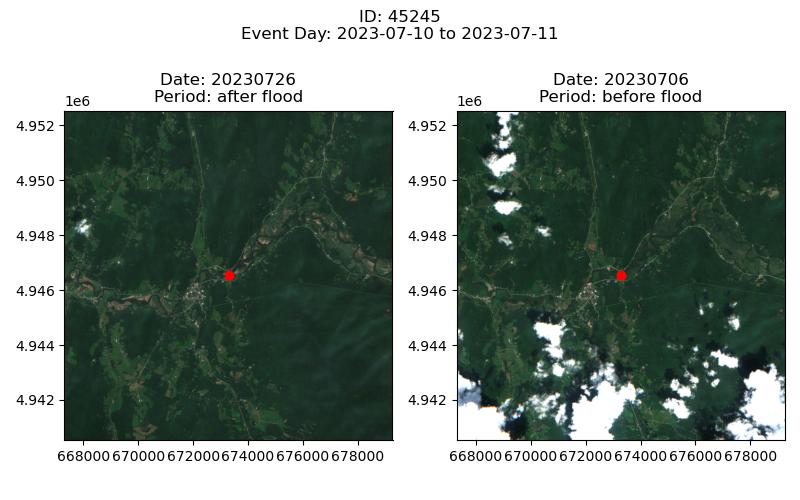 ID: 45245
Event Day: 2023-07-10 to 2023-07-11
Date: 20230726
Period: after flood
1e6
4.952
4.950
4.948
4.946
4.944
4.942
668000 670000 672000 674000 676000 678000
Date: 20230706
Period: before flood
1e6
4.952
4.950
4.948
4.946
4.944
4.942
668000 670000 672000 674000 676000 678000